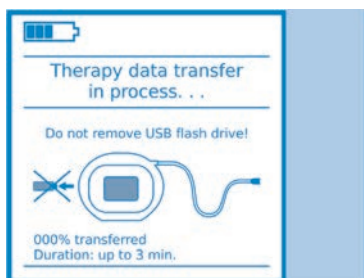 Therapy data transfer
in process. . .
Do not remove USB flash drive!
000% transferred
Duration: up to 3 min.